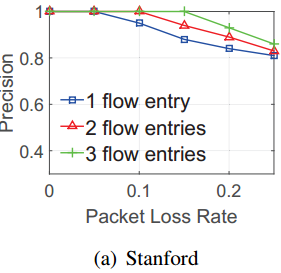 1
0.8
0.6
0.4
Precision
1 flow entry
2 flow entries
3 flow entries
0
0.1
0.2
Packet Loss Rate
(a) Stanford